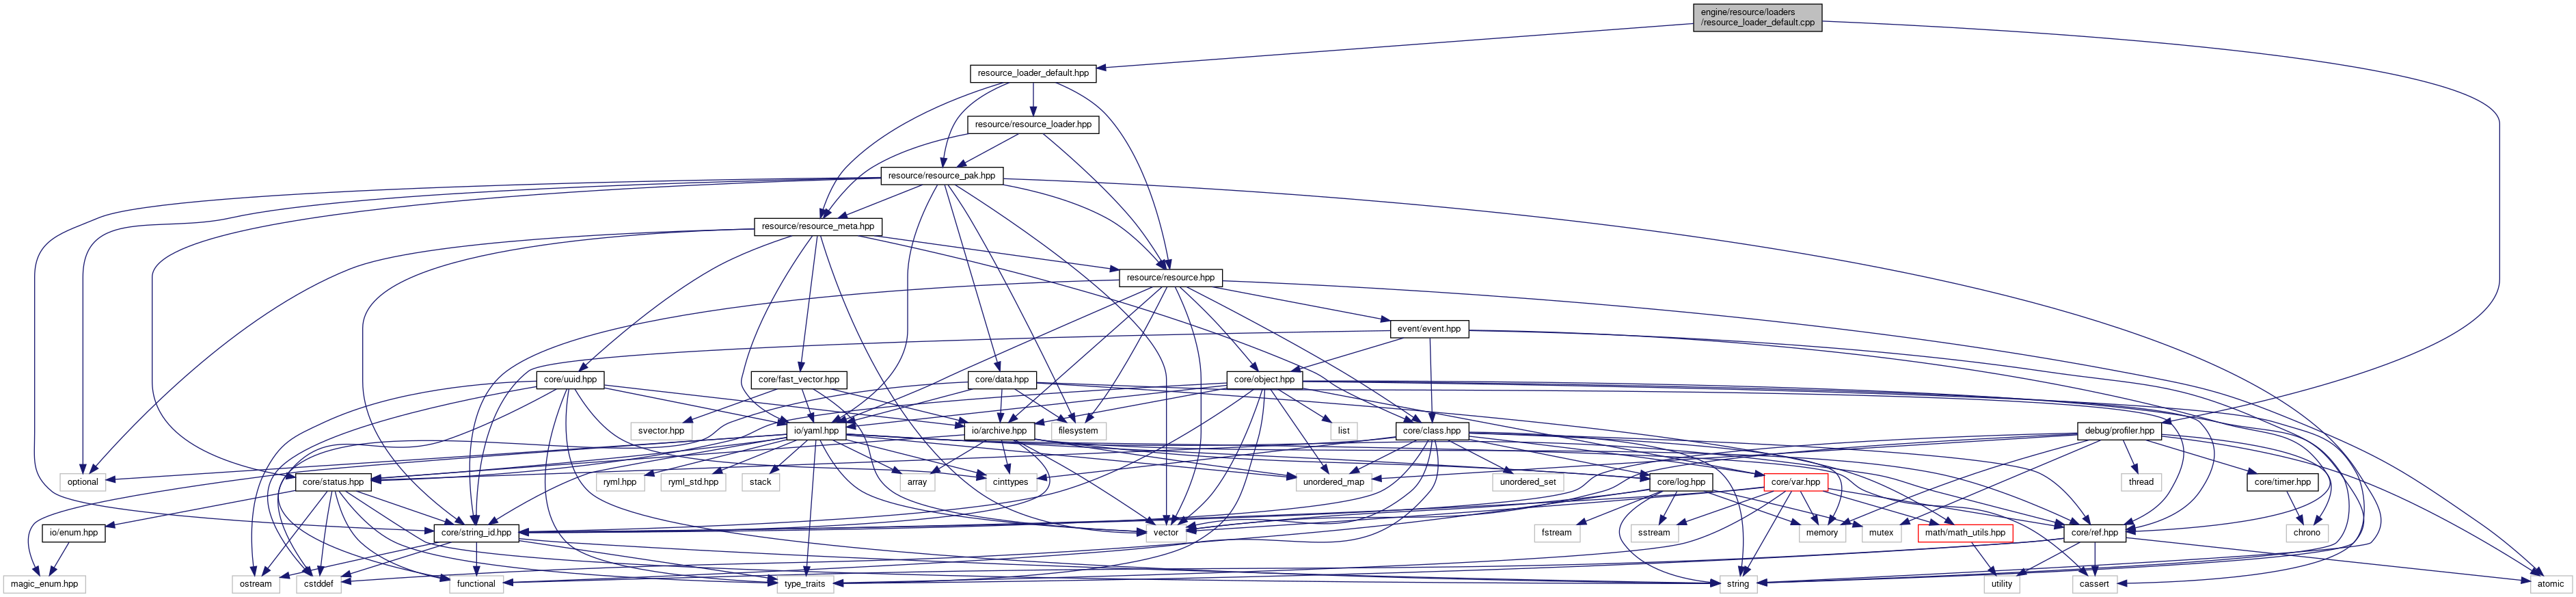 engine/resource/loaders
/resource_loader_default.cpp
resource_loader_default.hpp
resource/resource_loader.hpp
resource/resource_pak.hpp
resource/resource_meta.hpp
resource/resource.hpp
event/event.hpp
core/uuid.hpp
core/fast_vector.hpp
core/data.hpp
core/object.hpp
svector.hpp
io/yaml.hpp
io/archive.hpp
filesystem
list
core/class.hpp
debug/profiler.hpp
optional
core/status.hpp
ryml.hpp
ryml_std.hpp
stack
array
cinttypes
unordered_map
unordered_set
core/log.hpp
core/var.hpp
thread
core/timer.hpp
io/enum.hpp
core/string_id.hpp
vector
fstream
sstream
memory
mutex
math/math_utils.hpp
core/ref.hpp
chrono
magic_enum.hpp
ostream
cstddef
functional
type_traits
string
utility
cassert
atomic